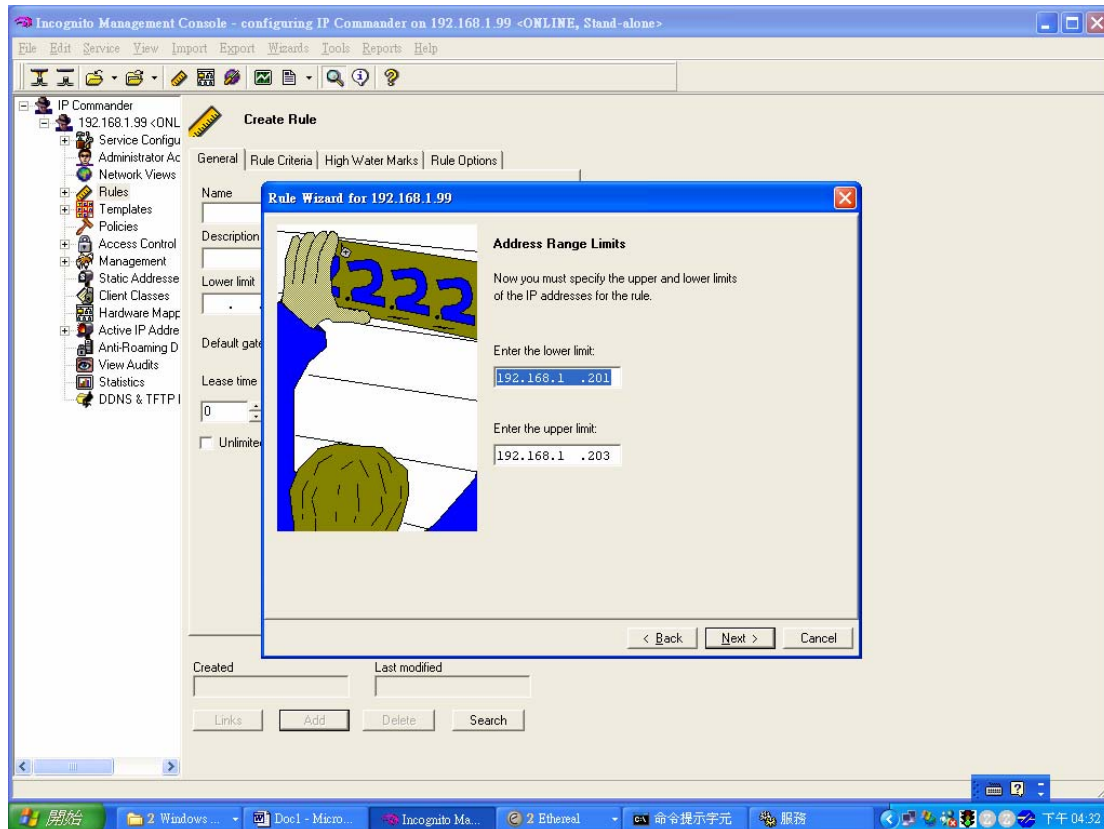 Incognito Management Console - configuring IP Commander on 192.168.1.99 <ONLINE, Stand-alone>
File Edit Service View Import Export Wizards Tools Reports Help
IP Commander
192.168.1.99 <ONL
Service Configu
Administrator Ac
Network Views
Rules
Templates
Policies
Access Control
Management
Static Addresse
Client Classes
Hardware Mapp
Active IP Addre
Anti-Roaming D
View Audits
Statistics
DDNS & TFTP
Create Rule
General Rule Criteria High Water Marks Rule Options
Name
Description
Lower limit
. .
Default gate
Lease time
0
Unlimite
Rule Wizard for 192.168.1.99
2.2.2.2
Address Range Limits
Now you must specify the upper and lower limits
of the IP addresses for the rule.
Enter the lower limit:
192.168.1 .201
Enter the upper limit:
192.168.1 .203
< Back Next > Cancel
Created Last modified
Links Add Delete Search
開始 2 Windows ... Doc1 - Micro... Incognito Ma... 2 Ethereal 命令提示字元 服務 下午 04:32